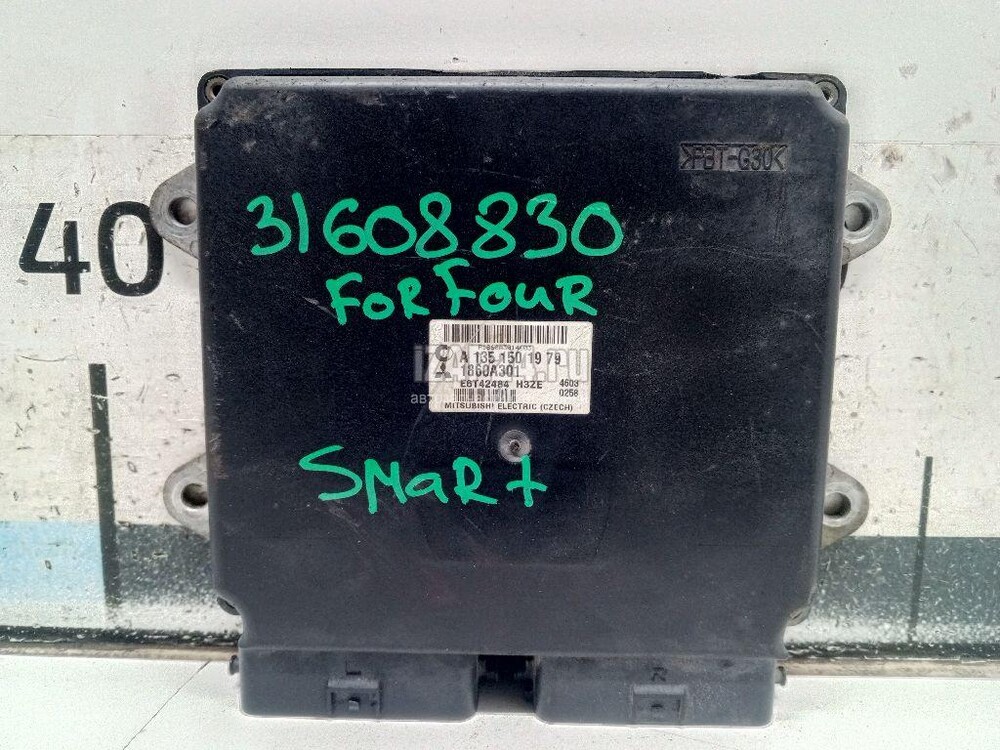 >PBT-G30<
40
31608830
FORFOUR
A 135 150 19 79
1860A301
E6T42484 H3ZE 4603
0258
MITSUBISHI ELECTRIC (CZECH)
SMaRt
L R